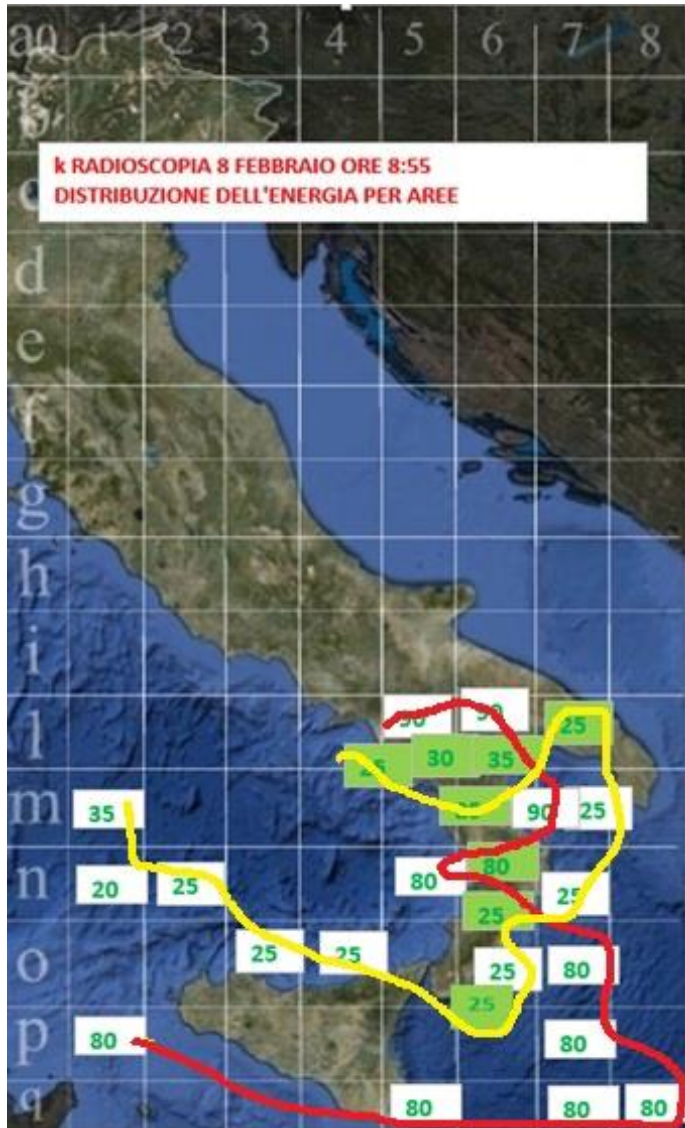 a0 1 2 3 4 5 6 7 8
b
k RADIOSCOPIA 8 FEBBRAIO ORE 8:55
DISTRIBUZIONE DELL'ENERGIA PER AREE
c
d
e
f
g
h
i
90 90 25
l 25 30 35
m 35 90 25
n 20 25 80 80 25
25
o 25 25 25 80
25
p 80 80
q 80 80 80